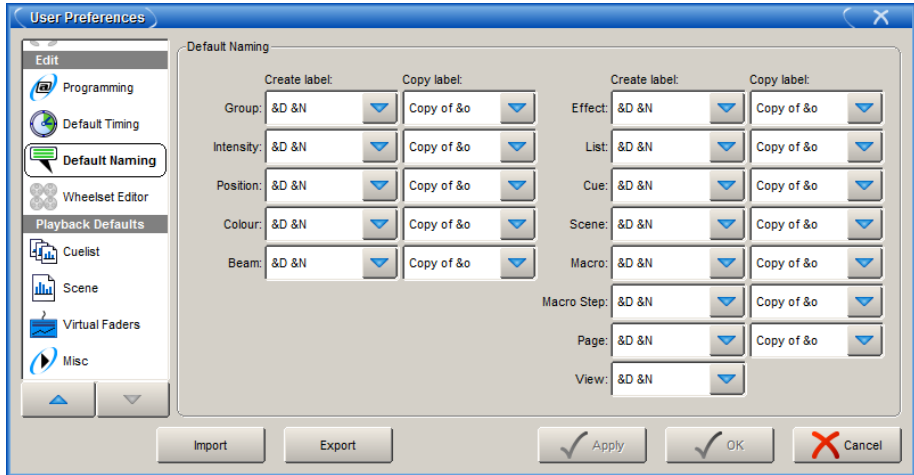 User Preferences
Edit
Programming
Default Timing
Default Naming
Wheelset Editor
Playback Defaults
Cuelist
Scene
Virtual Faders
Misc
Default Naming
Create label: Copy label: Create label: Copy label:
Group: &D &N Copy of &o Effect: &D &N Copy of &o
Intensity: &D &N Copy of &o List: &D &N Copy of &o
Position: &D &N Copy of &o Cue: &D &N Copy of &o
Colour: &D &N Copy of &o Scene: &D &N Copy of &o
Beam: &D &N Copy of &o Macro: &D &N Copy of &o
Macro Step: &D &N Copy of &o
Page: &D &N Copy of &o
View: &D &N
Import Export Apply OK Cancel